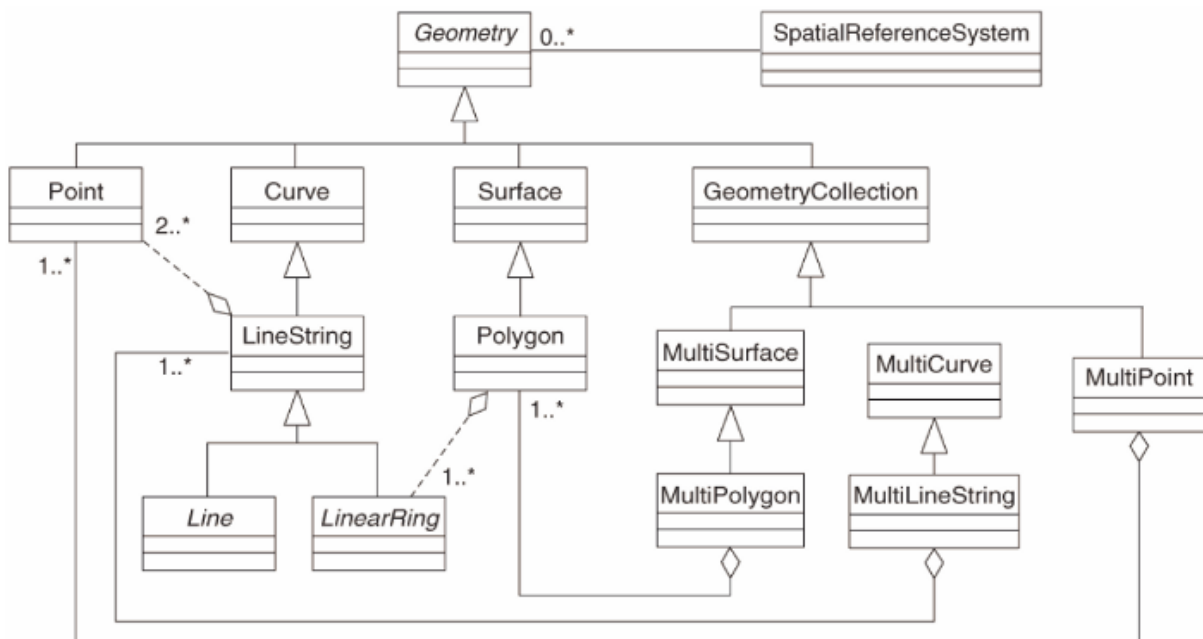 Geometry
0..*
SpatialReferenceSystem
Point
Curve
Surface
GeometryCollection
2..*
1..*
LineString
Polygon
MultiSurface
MultiCurve
MultiPoint
1..*
1..*
1..*
Line
LinearRing
MultiPolygon
MultiLineString